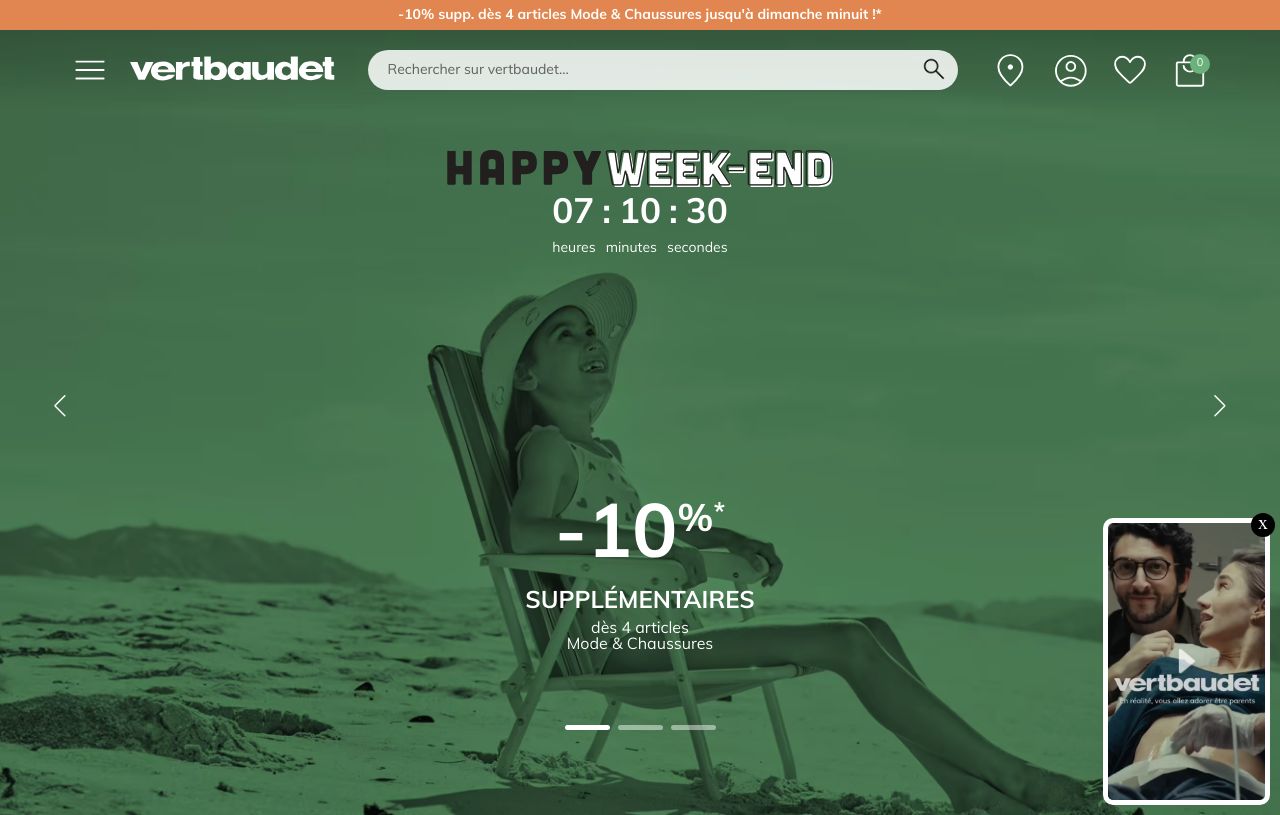 -10% supp. dès 4 articles Mode & Chaussures jusqu'à dimanche minuit !*
vertbaudet
Rechercher sur vertbaudet...
0
HAPPY WEEK-END
07 : 10 : 30
heures minutes secondes
-10%*
SUPPLÉMENTAIRES
dès 4 articles
Mode & Chaussures
X
vertbaudet
En réalité, vous allez adorer être parents